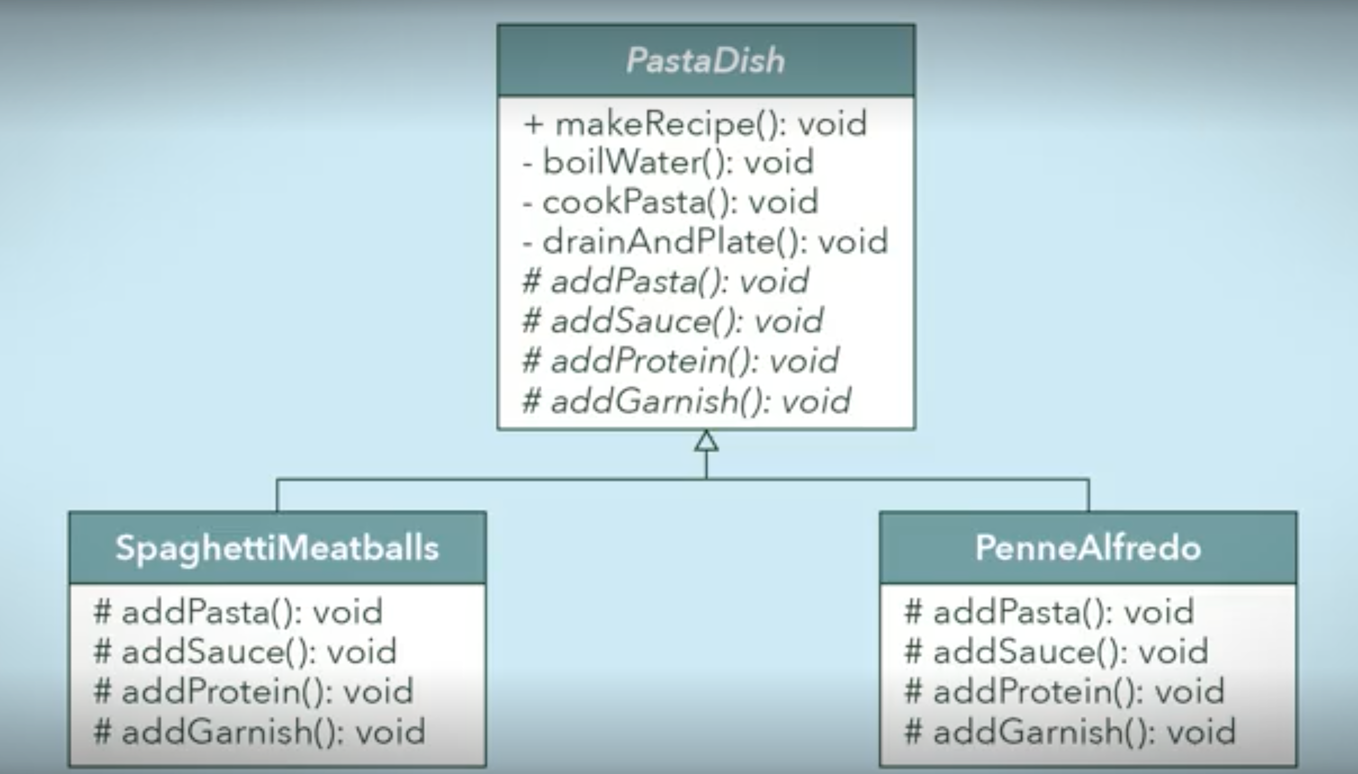 PastaDish
+ makeRecipe(): void
- boilWater(): void
- cookPasta(): void
- drainAndPlate(): void
# addPasta(): void
# addSauce(): void
# addProtein(): void
# addGarnish(): void
SpaghettiMeatballs
# addPasta(): void
# addSauce(): void
# addProtein(): void
# addGarnish(): void
PenneAlfredo
# addPasta(): void
# addSauce(): void
# addProtein(): void
# addGarnish(): void